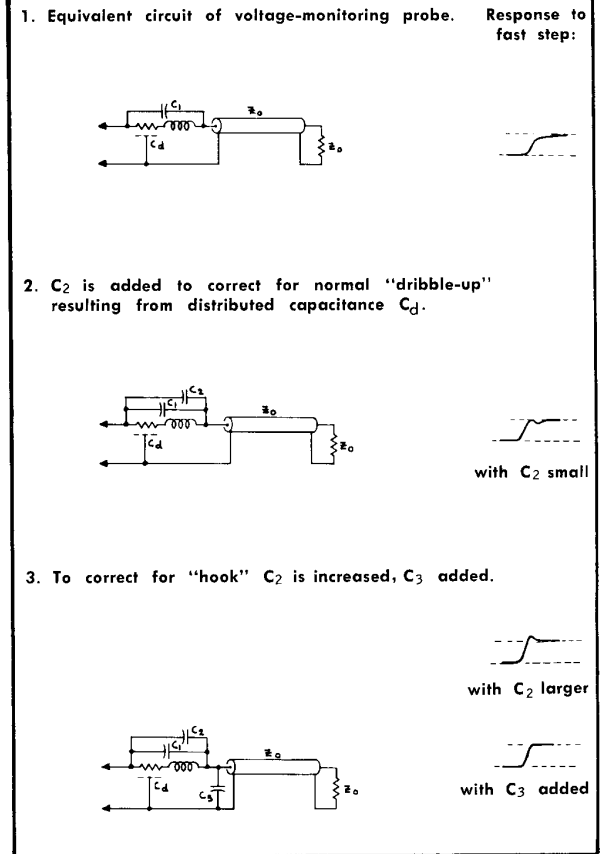 1. Equivalent circuit of voltage-monitoring probe.
Response to
fast step:
C1
Z0
Cd
Z0
2. C2 is added to correct for normal "dribble-up"
resulting from distributed capacitance Cd.
C2
C1
Z0
Cd
Z0
with C2 small
3. To correct for "hook" C2 is increased, C3 added.
with C2 larger
C2
C1
Z0
Cd
C3
Z0
with C3 added